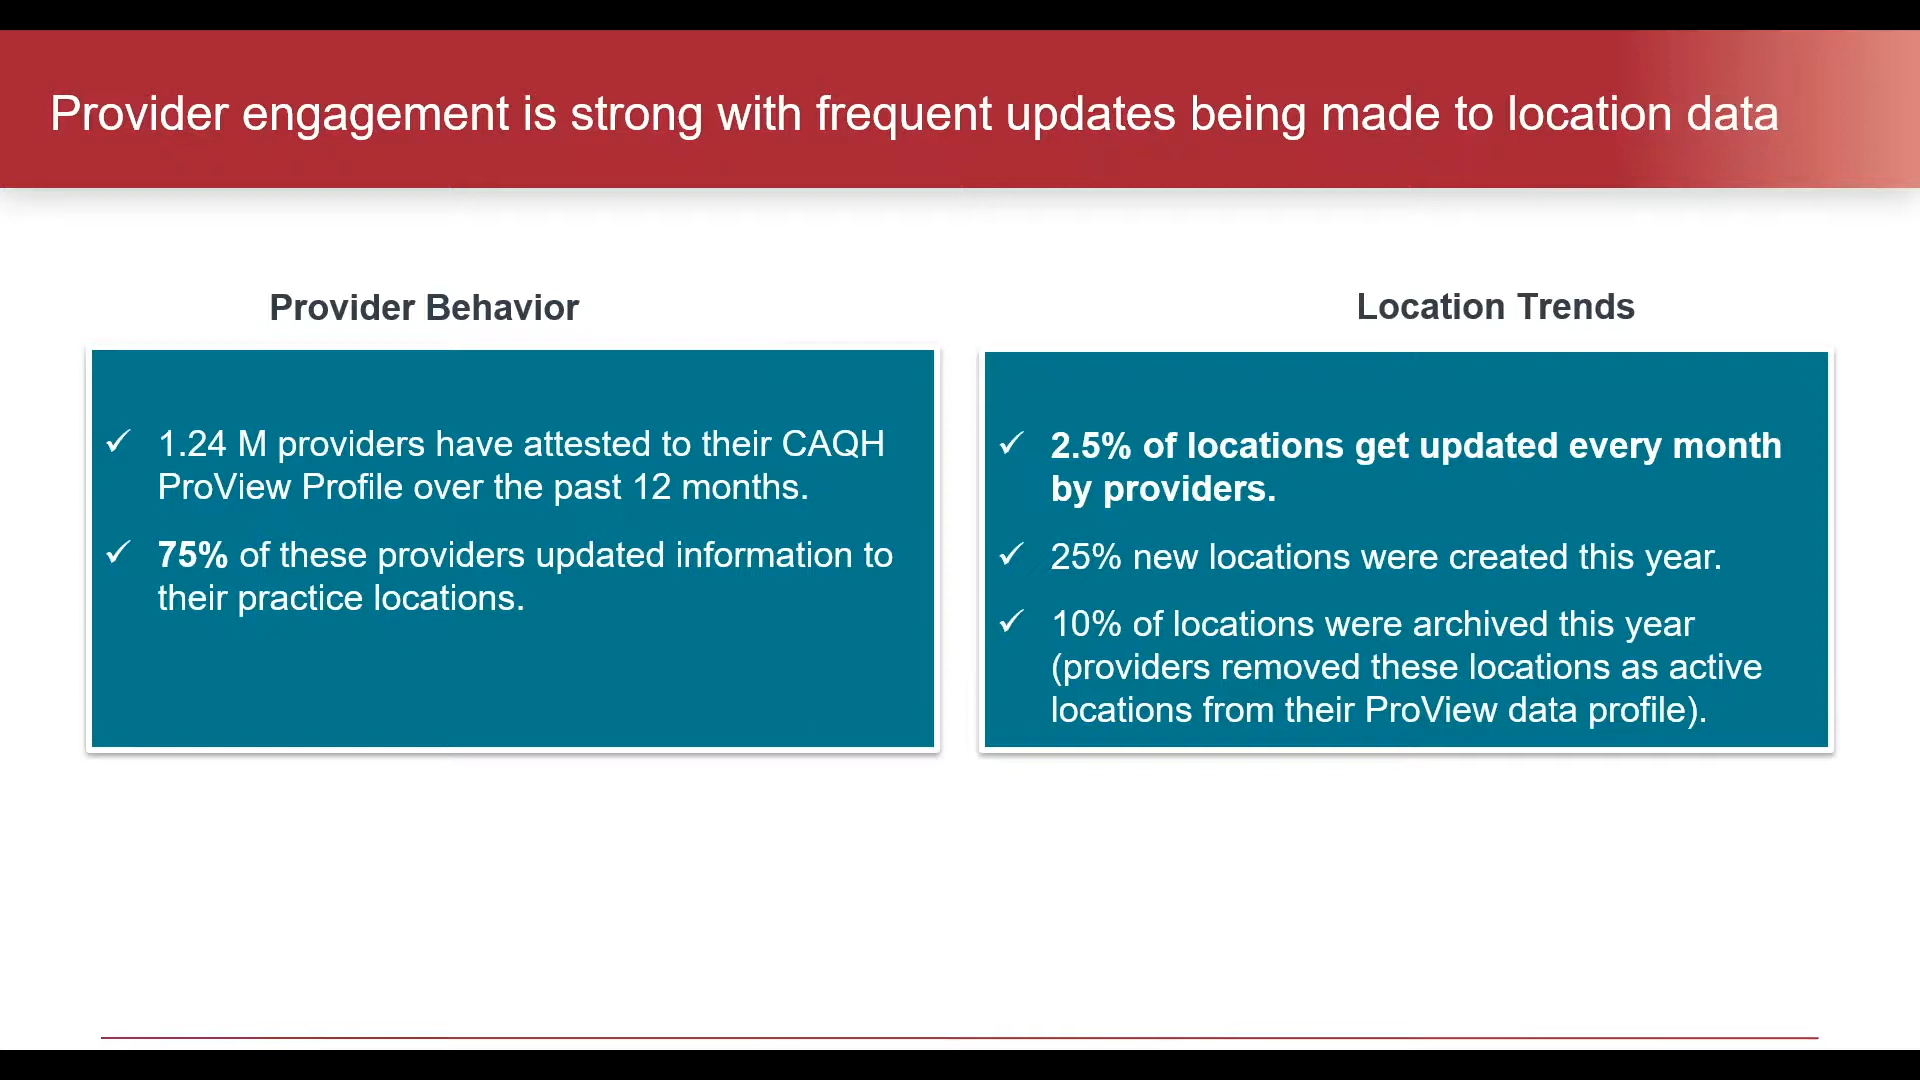 Provider engagement is strong with frequent updates being made to location data
Provider Behavior
✓ 1.24 M providers have attested to their CAQH
ProView Profile over the past 12 months.
✓ 75% of these providers updated information to
their practice locations.
Location Trends
✓ 2.5% of locations get updated every month
by providers.
✓ 25% new locations were created this year.
✓ 10% of locations were archived this year
(providers removed these locations as active
locations from their ProView data profile).